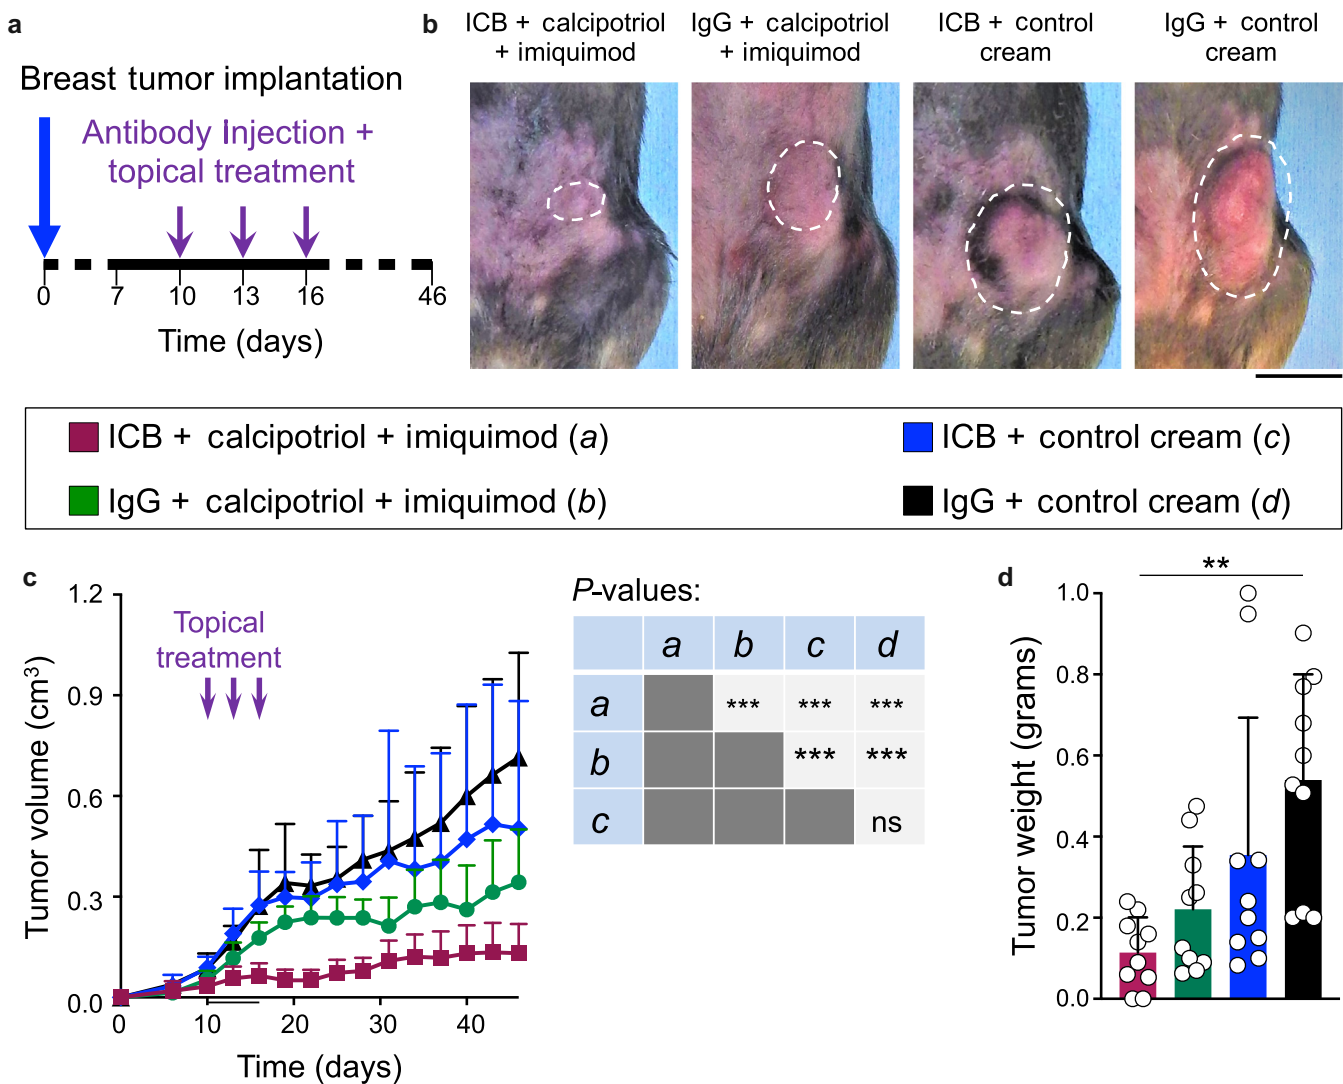 a
Breast tumor implantation
Antibody Injection +
topical treatment
0 7 10 13 16 46
Time (days)
b
ICB + calcipotriol
+ imiquimod
IgG + calcipotriol
+ imiquimod
ICB + control
cream
IgG + control
cream
ICB + calcipotriol + imiquimod (a)
ICB + control cream (c)
IgG + calcipotriol + imiquimod (b)
IgG + control cream (d)
c
1.2
0.9
0.6
0.3
0.0
Tumor volume (cm³)
Topical
treatment
0 10 20 30 40
Time (days)
P-values:
a b c d
a *** *** ***
b *** ***
c ns
d
**
1.0
0.8
0.6
0.4
0.2
0.0
Tumor weight (grams)